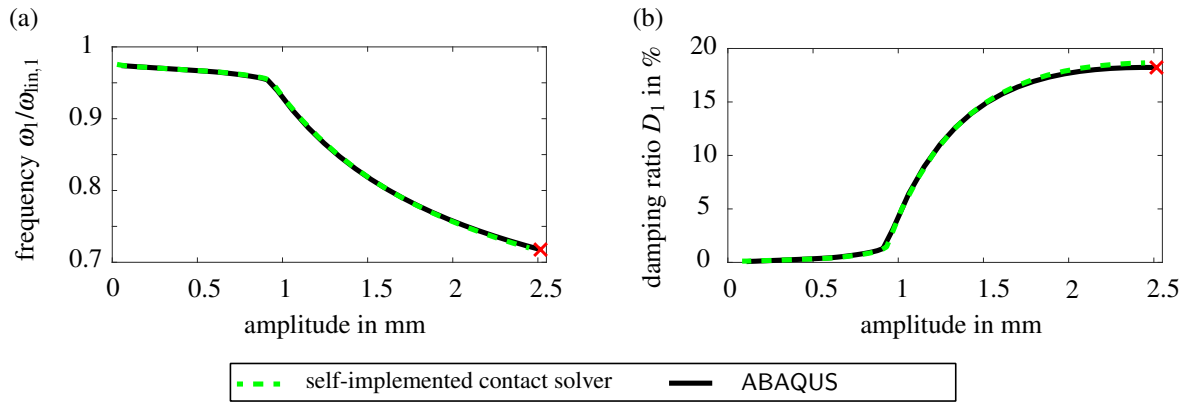 (a)
frequency ω1/ωlin,1
1
0.9
0.8
0.7
0 0.5 1 1.5 2 2.5
amplitude in mm
(b)
damping ratio D1 in %
20
15
10
5
0
0 0.5 1 1.5 2 2.5
amplitude in mm
self-implemented contact solver ABAQUS